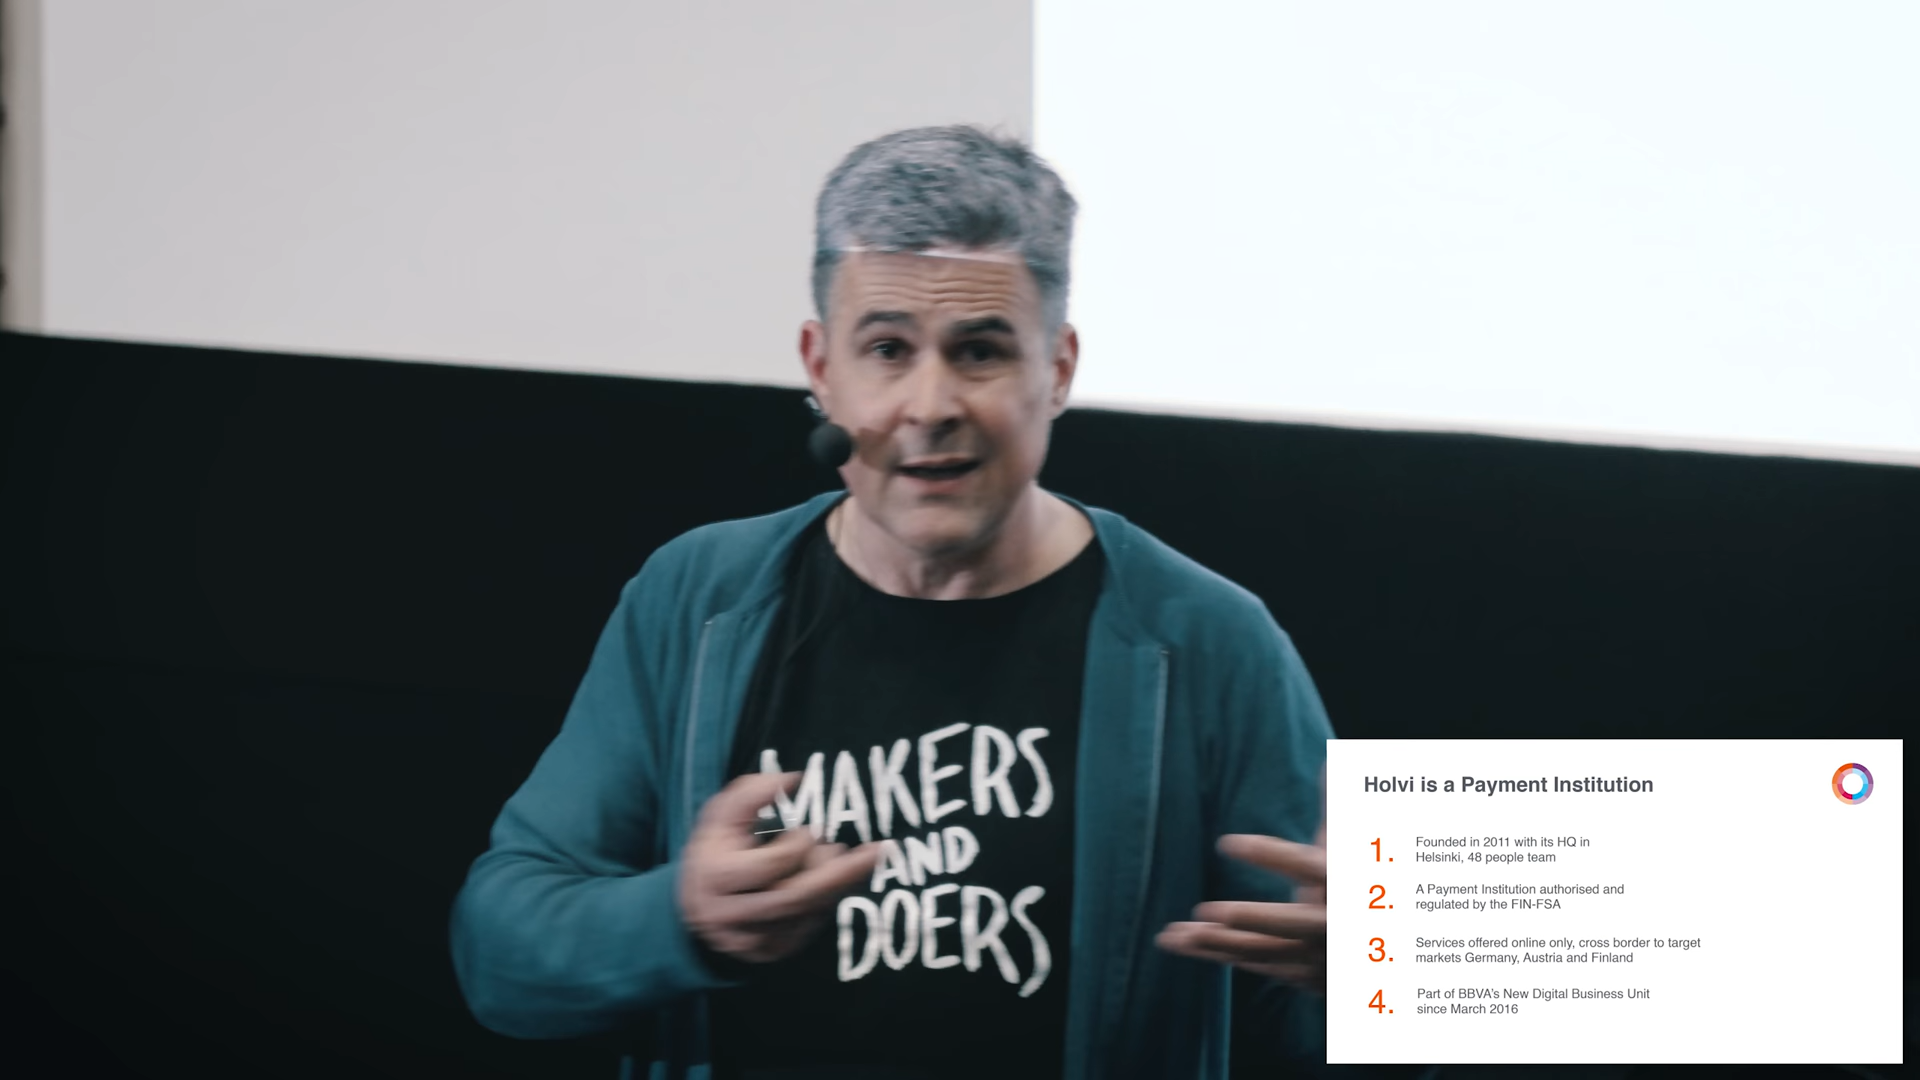 MAKERS
AND
DOERS
Holvi is a Payment Institution
1. Founded in 2011 with its HQ in
Helsinki, 48 people team
2. A Payment Institution authorised and
regulated by the FIN-FSA
3. Services offered online only, cross border to target
markets Germany, Austria and Finland
4. Part of BBVA's New Digital Business Unit
since March 2016